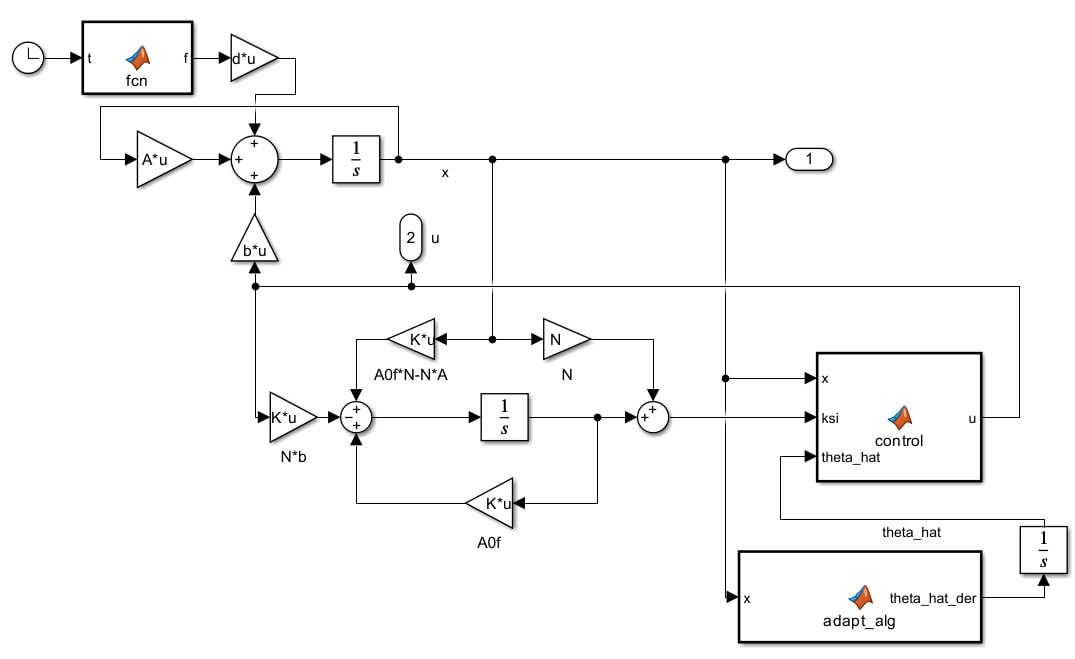 t
f
fcn
d*u
A*u
+
+
+
1
s
x
1
b*u
2
u
K*u
A0f*N-N*A
N
N
K*u
N*b
+
−
+
1
s
+
+
x
ksi
theta_hat
u
control
K*u
A0f
theta_hat
1
s
x
theta_hat_der
adapt_alg